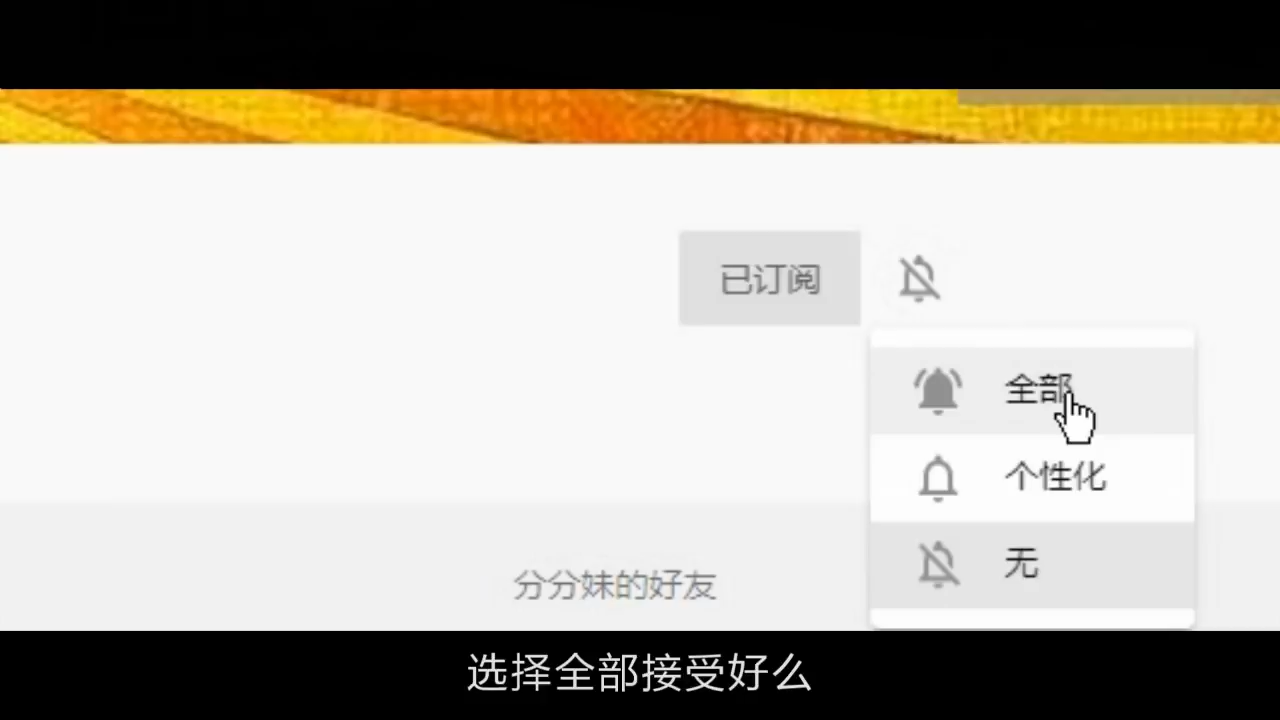 已订阅
全部
个性化
无
分分妹的好友
选择全部接受好么